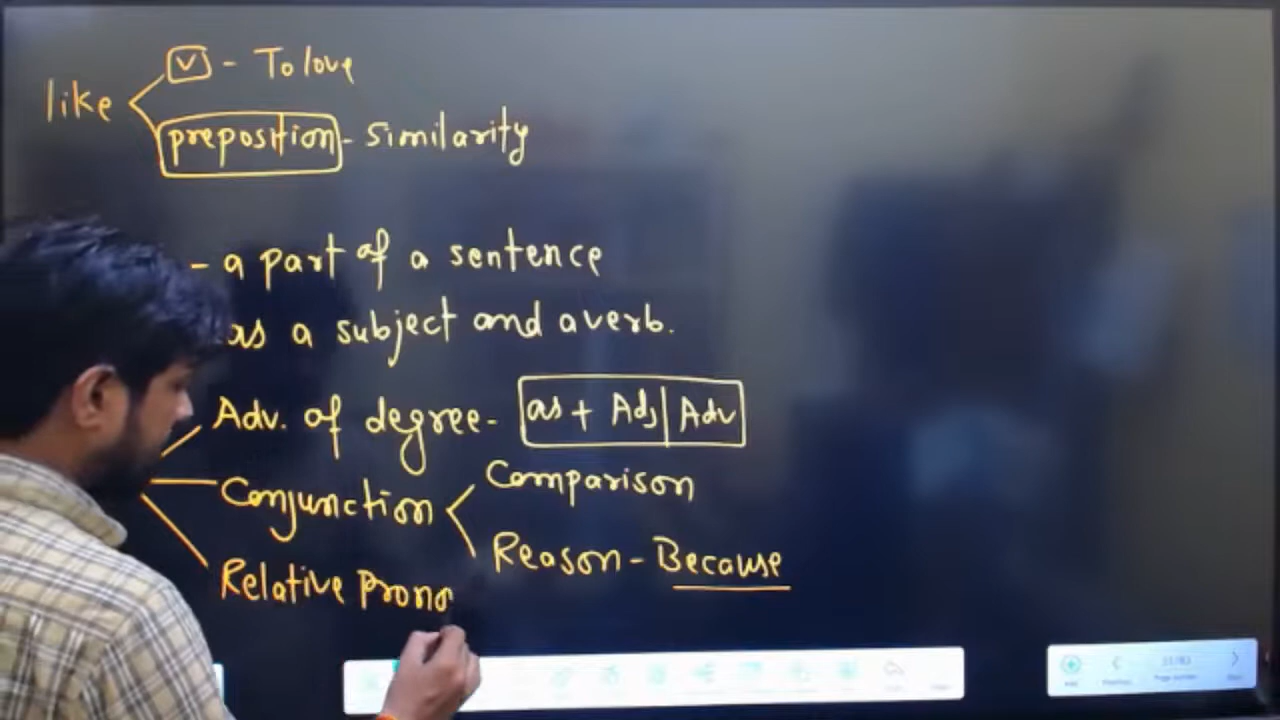 like
V - To love
preposition - similarity
- a part of a sentence
as a subject and a verb.
Adv. of degree - as + Adj | Adv
Conjunction
Comparison
Reason - Because
Relative Prono